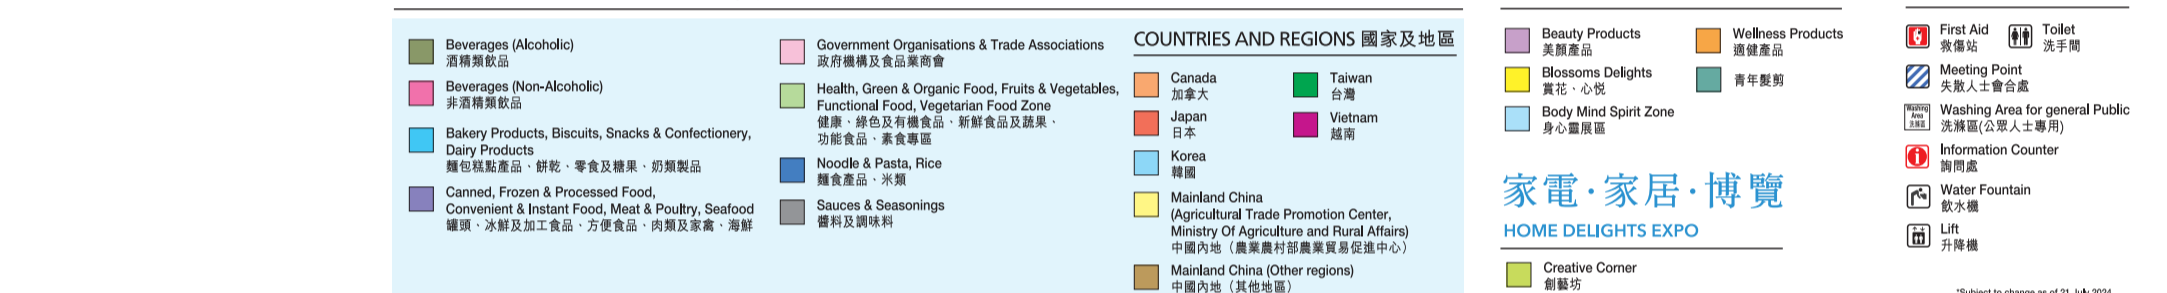 Beverages (Alcoholic)
酒精類飲品
Beverages (Non-Alcoholic)
非酒精類飲品
Bakery Products, Biscuits, Snacks & Confectionery,
Dairy Products
麵包糕點產品、餅乾、零食及糖果、奶類製品
Canned, Frozen & Processed Food,
Convenient & Instant Food, Meat & Poultry, Seafood
罐頭、冰鮮及加工食品、方便食品、肉類及家禽、海鮮
Government Organisations & Trade Associations
政府機構及食品業商會
Health, Green & Organic Food, Fruits & Vegetables,
Functional Food, Vegetarian Food Zone
健康、綠色及有機食品、新鮮食品及蔬果、
功能食品、素食專區
Noodle & Pasta, Rice
麵食產品、米類
Sauces & Seasonings
醬料及調味料
COUNTRIES AND REGIONS 國家及地區
Canada
加拿大
Japan
日本
Korea
韓國
Mainland China
(Agricultural Trade Promotion Center,
Ministry Of Agriculture and Rural Affairs)
中國內地（農業農村部農業貿易促進中心）
Mainland China (Other regions)
中國內地（其他地區）
Taiwan
台灣
Vietnam
越南
Beauty Products
美顏產品
Blossoms Delights
賞花、心悦
Body Mind Spirit Zone
身心靈展區
Wellness Products
適健產品
青年髮剪
家電·家居·博覽
HOME DELIGHTS EXPO
Creative Corner
創藝坊
First Aid
救傷站
Toilet
洗手間
Meeting Point
失散人士會合處
Washing
Area
洗滌區
Washing Area for general Public
洗滌區(公眾人士專用)
Information Counter
詢問處
Water Fountain
飲水機
Lift
升降機
*Subject to change as of 21 July 2024